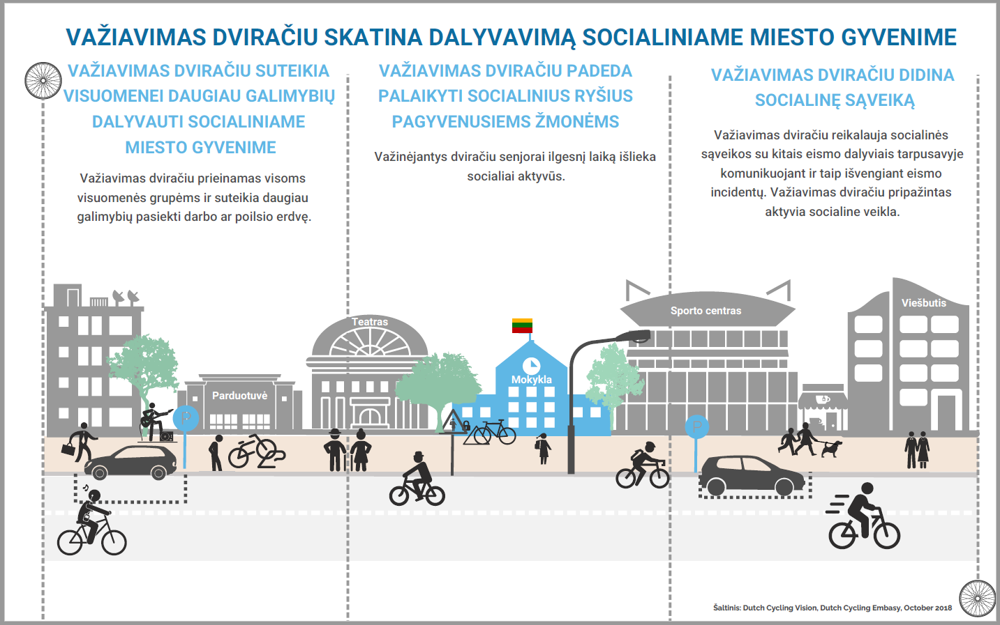 VAŽIAVIMAS DVIRAČIU SKATINA DALYVAVIMĄ SOCIALINIAME MIESTO GYVENIME
VAŽIAVIMAS DVIRAČIU SUTEIKIA
VISUOMENEI DAUGIAU GALIMYBIŲ
DALYVAUTI SOCIALINIAME
MIESTO GYVENIME
Važiavimas dviračiu prieinamas visoms
visuomenės grupėms ir suteikia daugiau
galimybių pasiekti darbo ar poilsio erdvę.
VAŽIAVIMAS DVIRAČIU PADEDA
PALAIKYTI SOCIALINIUS RYŠIUS
PAGYVENUSIEMS ŽMONĖMS
Važinėjantys dviračiu senjorai ilgesnį laiką išlieka
socialiai aktyvūs.
VAŽIAVIMAS DVIRAČIU DIDINA
SOCIALINĘ SĄVEIKĄ
Važiavimas dviračiu reikalauja socialinės
sąveikos su kitais eismo dalyviais tarpusavyje
komunikuojant ir taip išvengiant eismo
incidentų. Važiavimas dviračiu pripažintas
aktyvia socialine veikla.
Parduotuvė
Teatras
Mokykla
Sporto centras
Viešbutis
P
P
Šaltinis: Dutch Cycling Vision, Dutch Cycling Embasy, October 2018